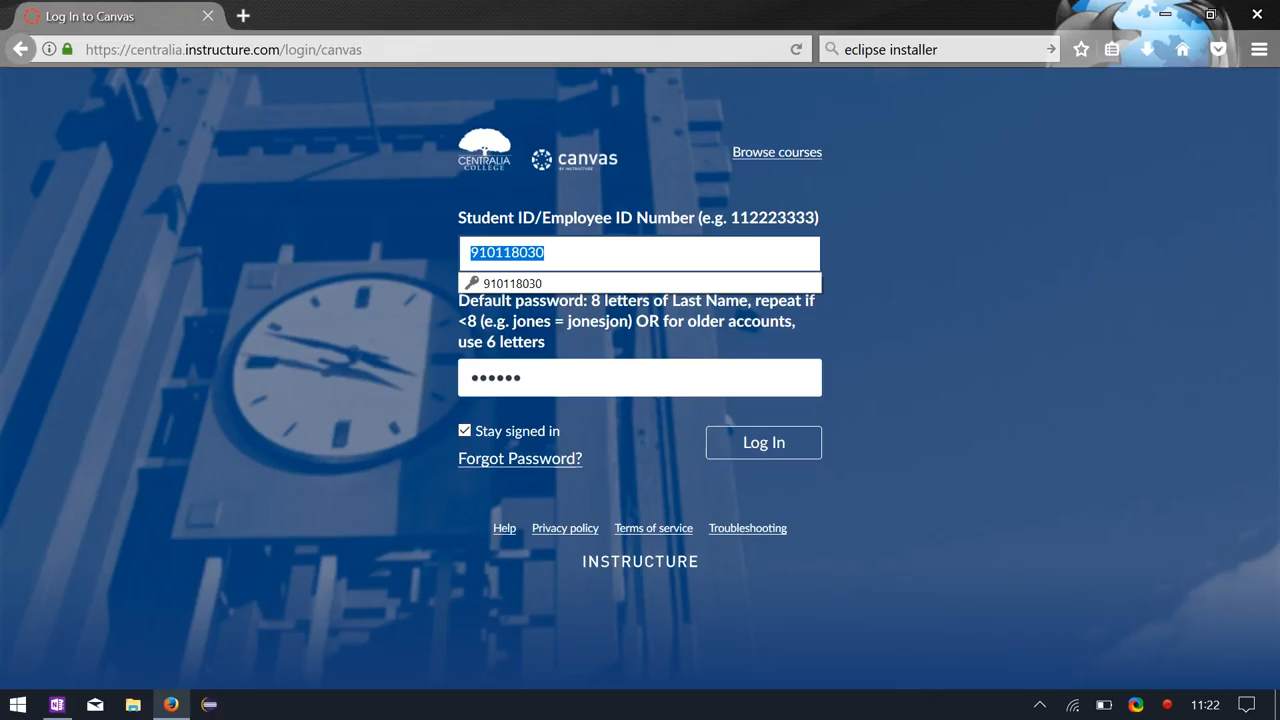 Log In to Canvas
https://centralia.instructure.com/login/canvas
eclipse installer
CENTRALIA
COLLEGE
canvas
BY INSTRUCTURE
Browse courses
Student ID/Employee ID Number (e.g. 112223333)
910118030
910118030
Default password: 8 letters of Last Name, repeat if
<8 (e.g. jones = jonesjon) OR for older accounts,
use 6 letters
••••••
Stay signed in
Log In
Forgot Password?
Help Privacy policy Terms of service Troubleshooting
INSTRUCTURE
11:22